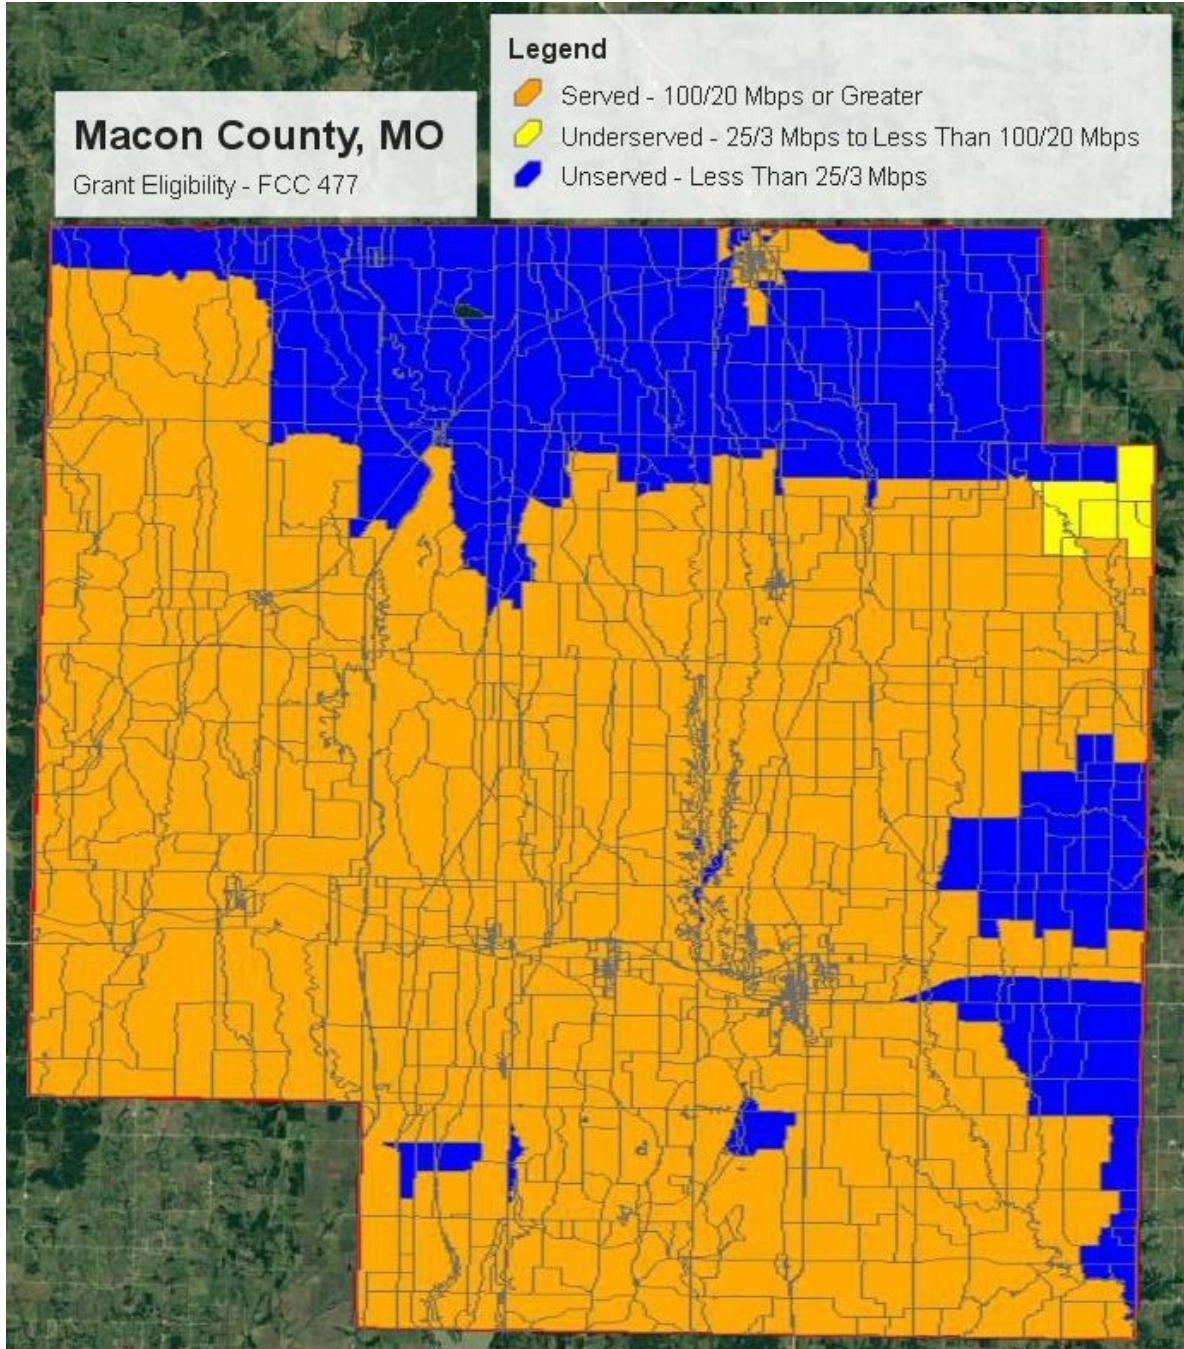 Macon County, MO
Grant Eligibility - FCC 477
Legend
Served - 100/20 Mbps or Greater
Underserved - 25/3 Mbps to Less Than 100/20 Mbps
Unserved - Less Than 25/3 Mbps